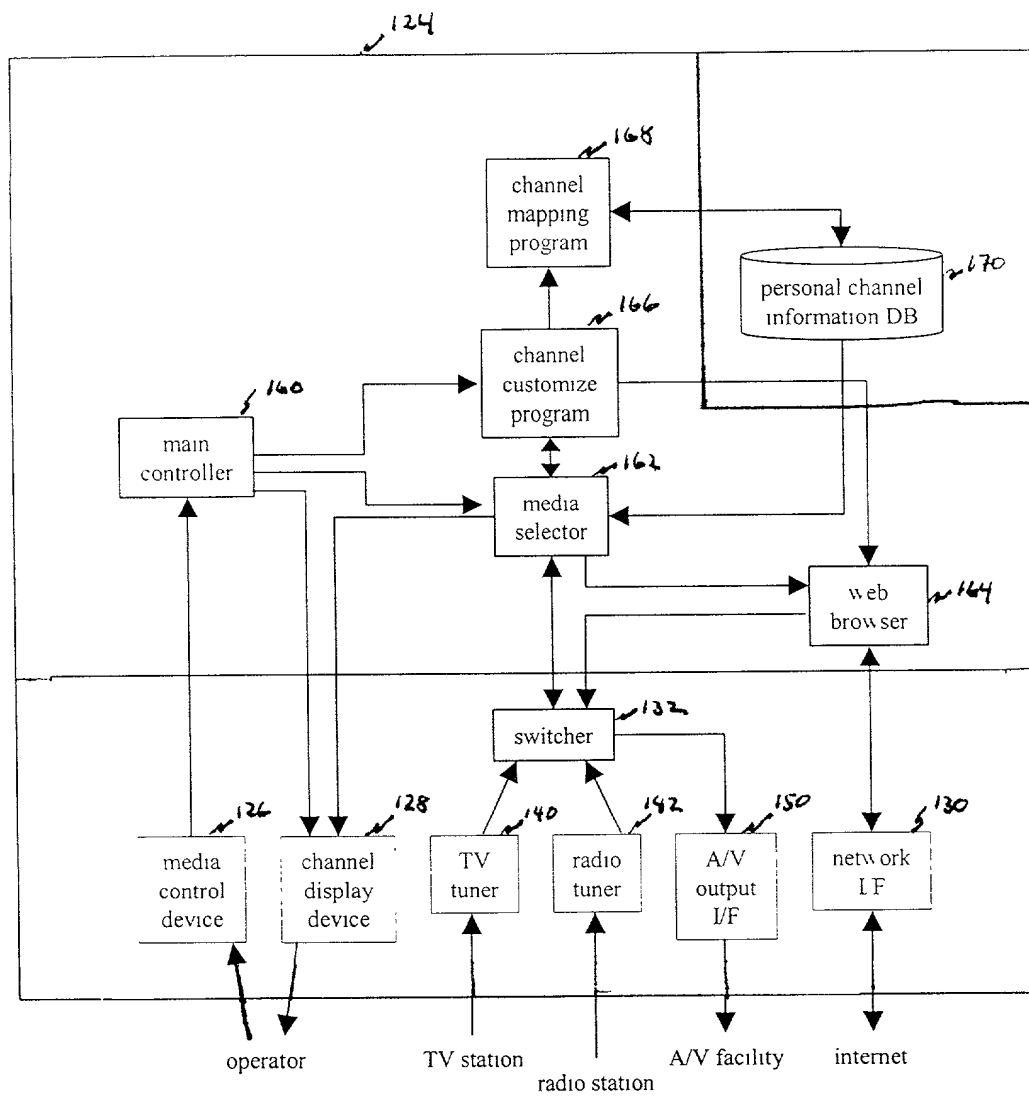 124
168
channel
mapping
program
170
personal channel
information DB
166
channel
customize
program
160
main
controller
162
media
selector
web
browser
164
switcher
132
126
media
control
device
128
channel
display
device
140
TV
tuner
142
radio
tuner
150
A/V
output
I/F
130
network
I/F
operator
TV station
radio station
A/V facility
internet